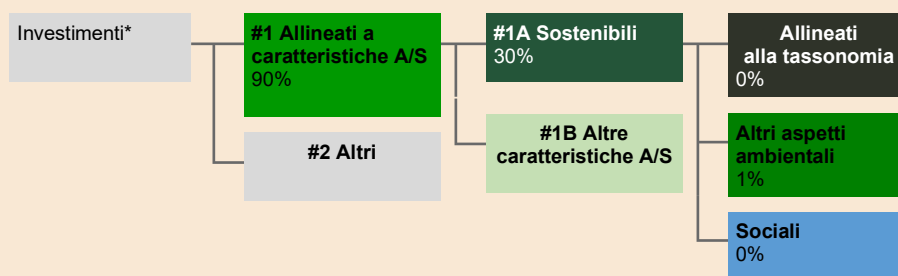 Investimenti*
#1 Allineati a
caratteristiche A/S
90%
#2 Altri
#1A Sostenibili
30%
#1B Altre
caratteristiche A/S
Allineati
alla tassonomia
0%
Altri aspetti
ambientali
1%
Sociali
0%